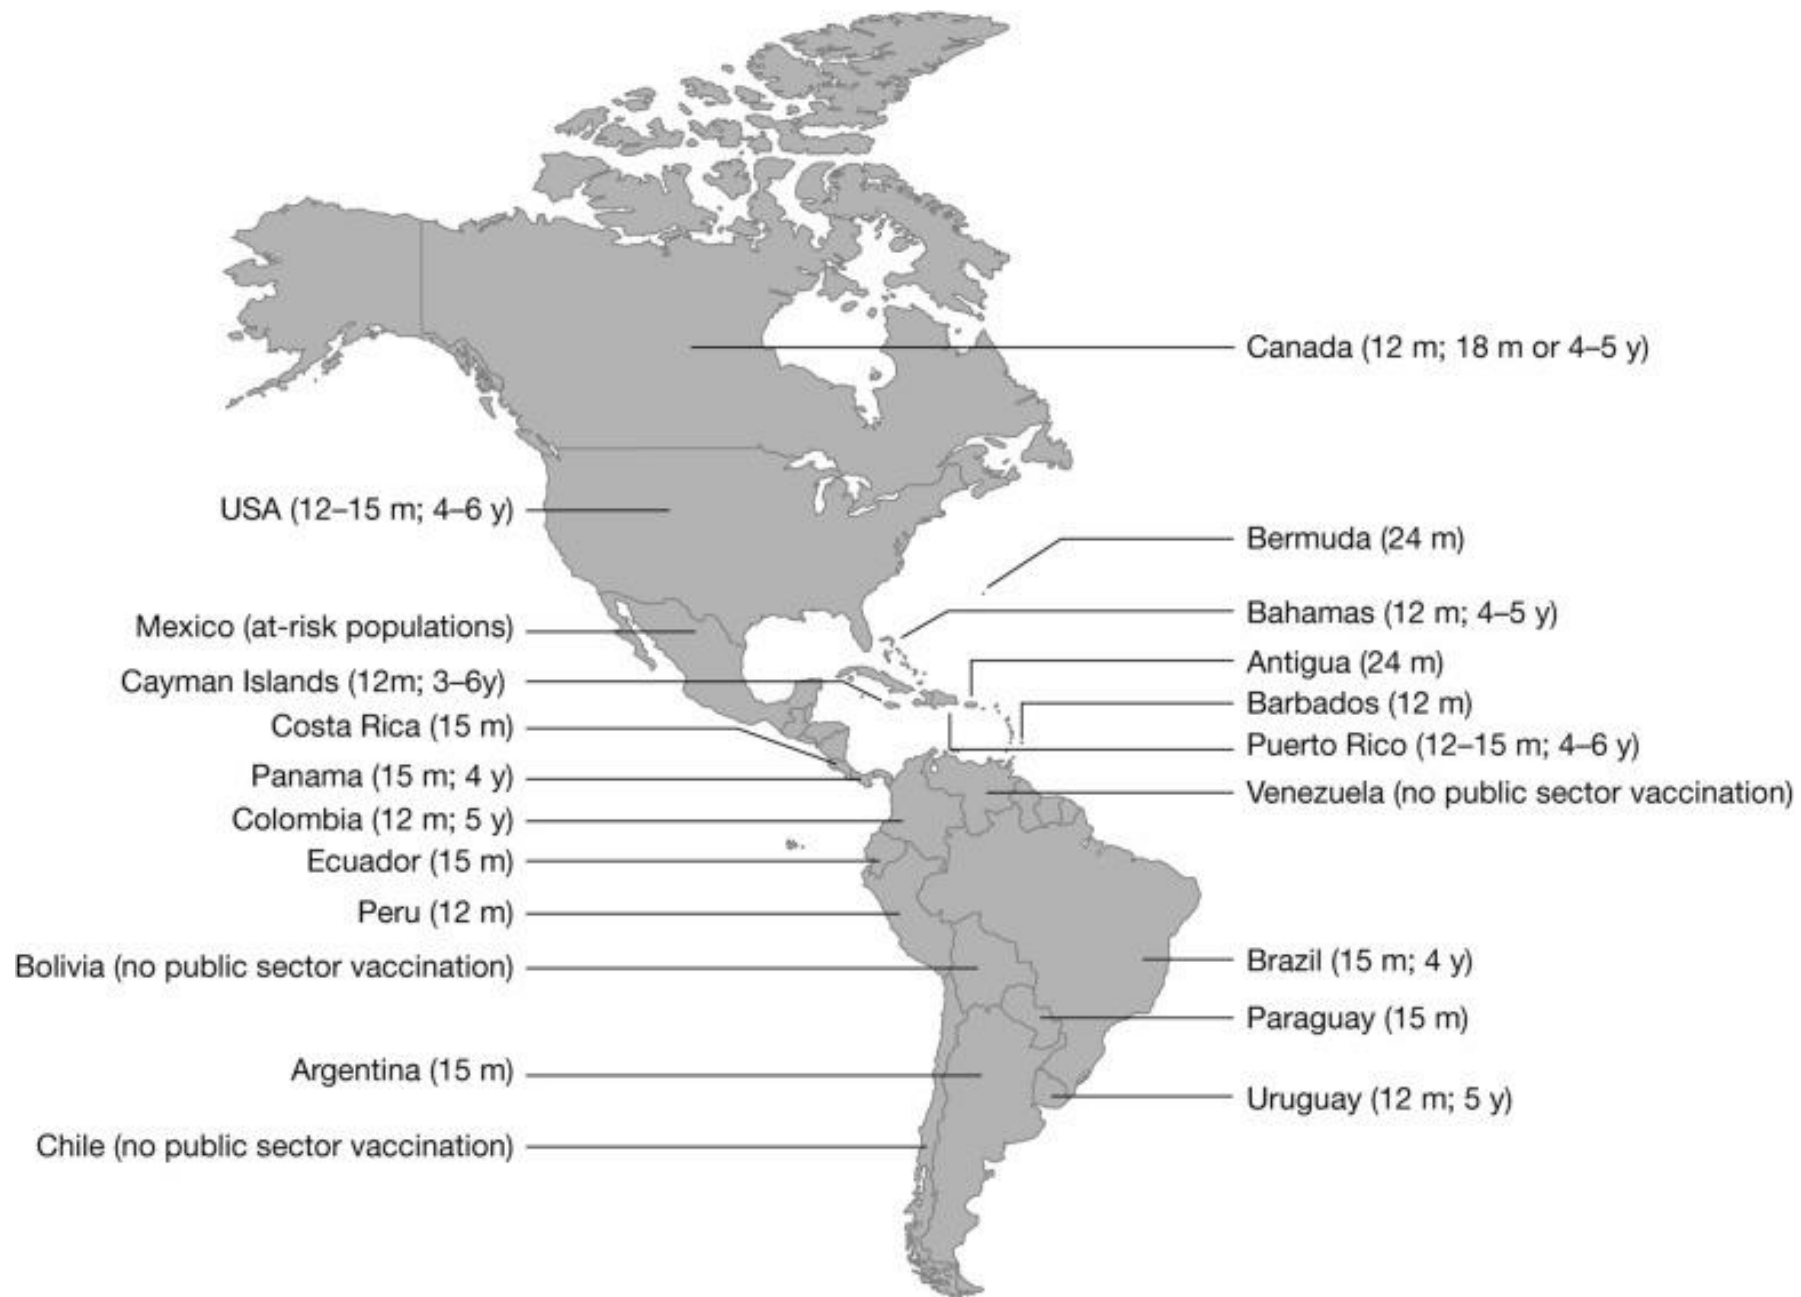 Canada (12 m; 18 m or 4–5 y)
USA (12–15 m; 4–6 y)
Bermuda (24 m)
Bahamas (12 m; 4–5 y)
Mexico (at-risk populations)
Antigua (24 m)
Cayman Islands (12m; 3–6y)
Barbados (12 m)
Costa Rica (15 m)
Puerto Rico (12–15 m; 4–6 y)
Panama (15 m; 4 y)
Venezuela (no public sector vaccination)
Colombia (12 m; 5 y)
Ecuador (15 m)
Peru (12 m)
Brazil (15 m; 4 y)
Bolivia (no public sector vaccination)
Paraguay (15 m)
Argentina (15 m)
Uruguay (12 m; 5 y)
Chile (no public sector vaccination)